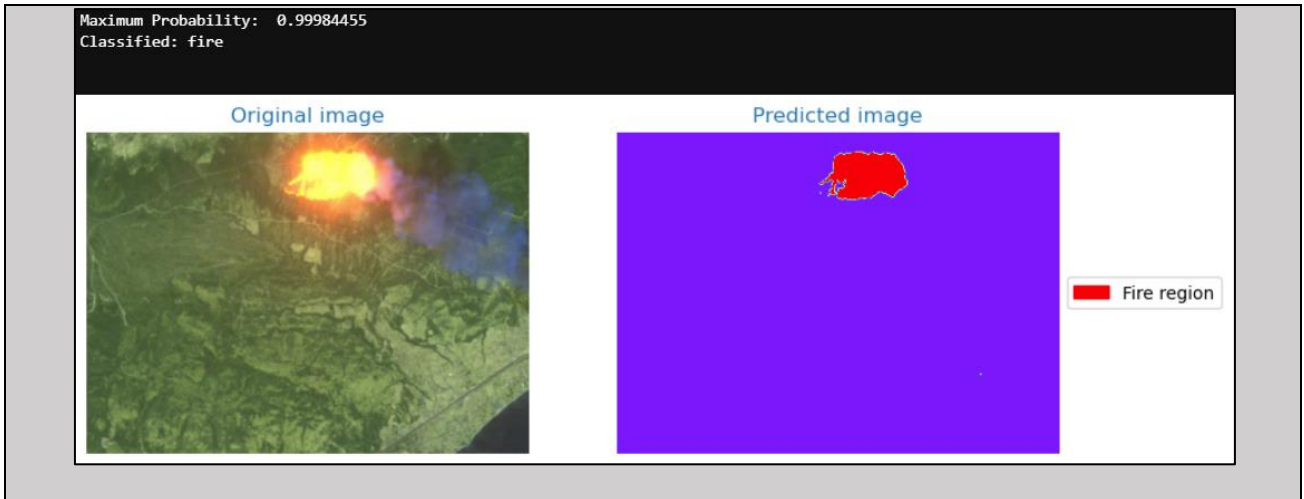 Maximum Probability:  0.99984455
Classified: fire
Original image
Predicted image
Fire region